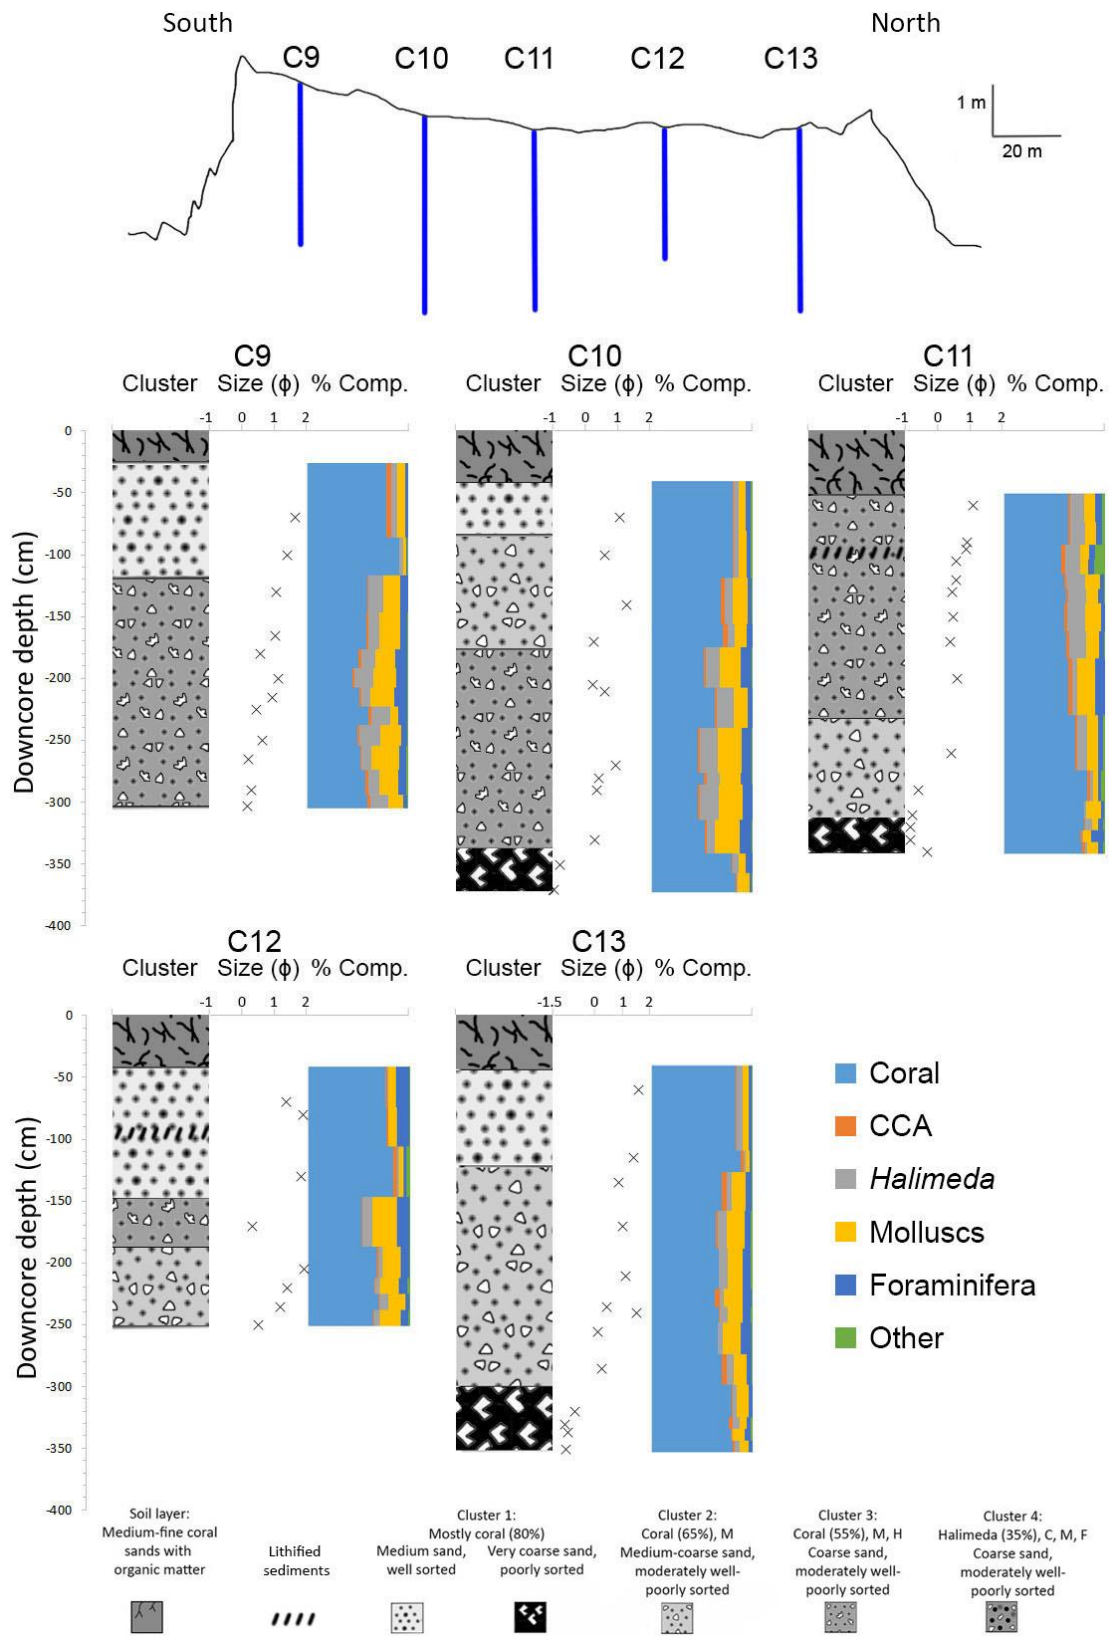 South
North
C9
C10
C11
C12
C13
1 m
20 m
C9
C10
C11
Cluster Size (ϕ) % Comp.
Cluster Size (ϕ) % Comp.
Cluster Size (ϕ) % Comp.
-1 0 1 2
-1 0 1 2
-1 0 1 2
Downcore depth (cm)
0
-50
-100
-150
-200
-250
-300
-350
-400
C12
C13
Cluster Size (ϕ) % Comp.
Cluster Size (ϕ) % Comp.
-1 0 1 2
-1.5 0 1 2
Downcore depth (cm)
0
-50
-100
-150
-200
-250
-300
-350
-400
Coral
CCA
Halimeda
Molluscs
Foraminifera
Other
Soil layer:
Medium-fine coral
sands with
organic matter
Lithified
sediments
Cluster 1:
Mostly coral (80%)
Medium sand,
well sorted
Very coarse sand,
poorly sorted
Cluster 2:
Coral (65%), M
Medium-coarse sand,
moderately well-
poorly sorted
Cluster 3:
Coral (55%), M, H
Coarse sand,
moderately well-
poorly sorted
Cluster 4:
Halimeda (35%), C, M, F
Coarse sand,
moderately well-
poorly sorted